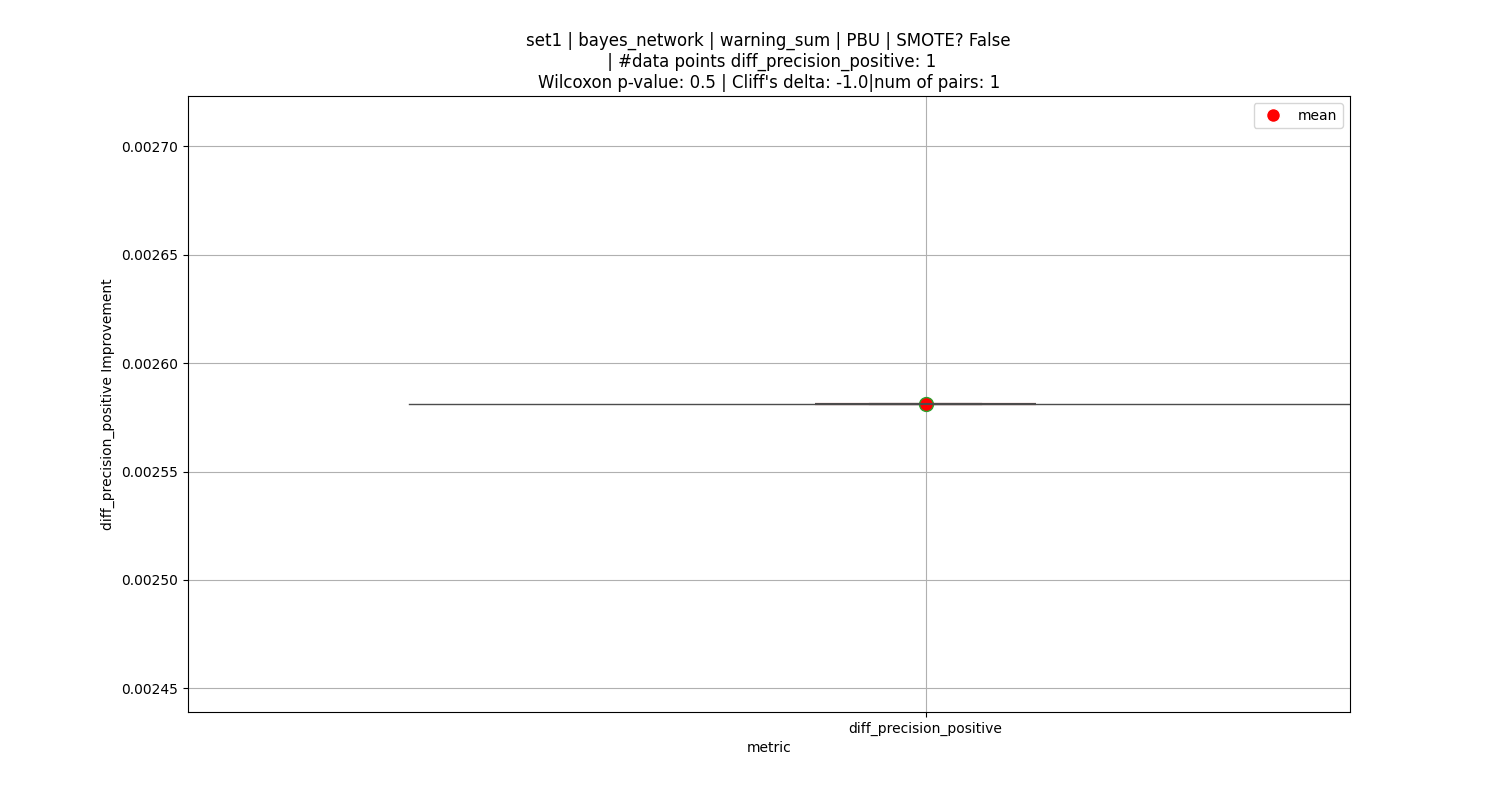 set1 | bayes_network | warning_sum | PBU | SMOTE? False
| #data points diff_precision_positive: 1
Wilcoxon p-value: 0.5 | Cliff's delta: -1.0|num of pairs: 1
mean
0.00270
0.00265
0.00260
0.00255
0.00250
0.00245
diff_precision_positive Improvement
diff_precision_positive
metric